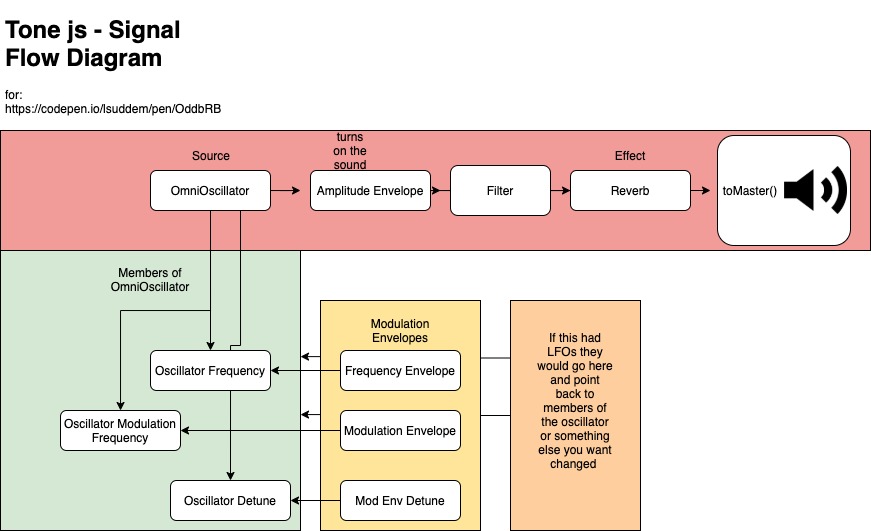 Tone js - Signal
Flow Diagram
for:
https://codepen.io/lsuddem/pen/OddbRB
Source
turns
on the
sound
Effect
OmniOscillator
Amplitude Envelope
Filter
Reverb
toMaster()
Members of
OmniOscillator
Modulation
Envelopes
If this had
LFOs they
would go here
and point
back to
members of
the oscillator
or something
else you want
changed
Oscillator Frequency
Frequency Envelope
Oscillator Modulation
Frequency
Modulation Envelope
Oscillator Detune
Mod Env Detune